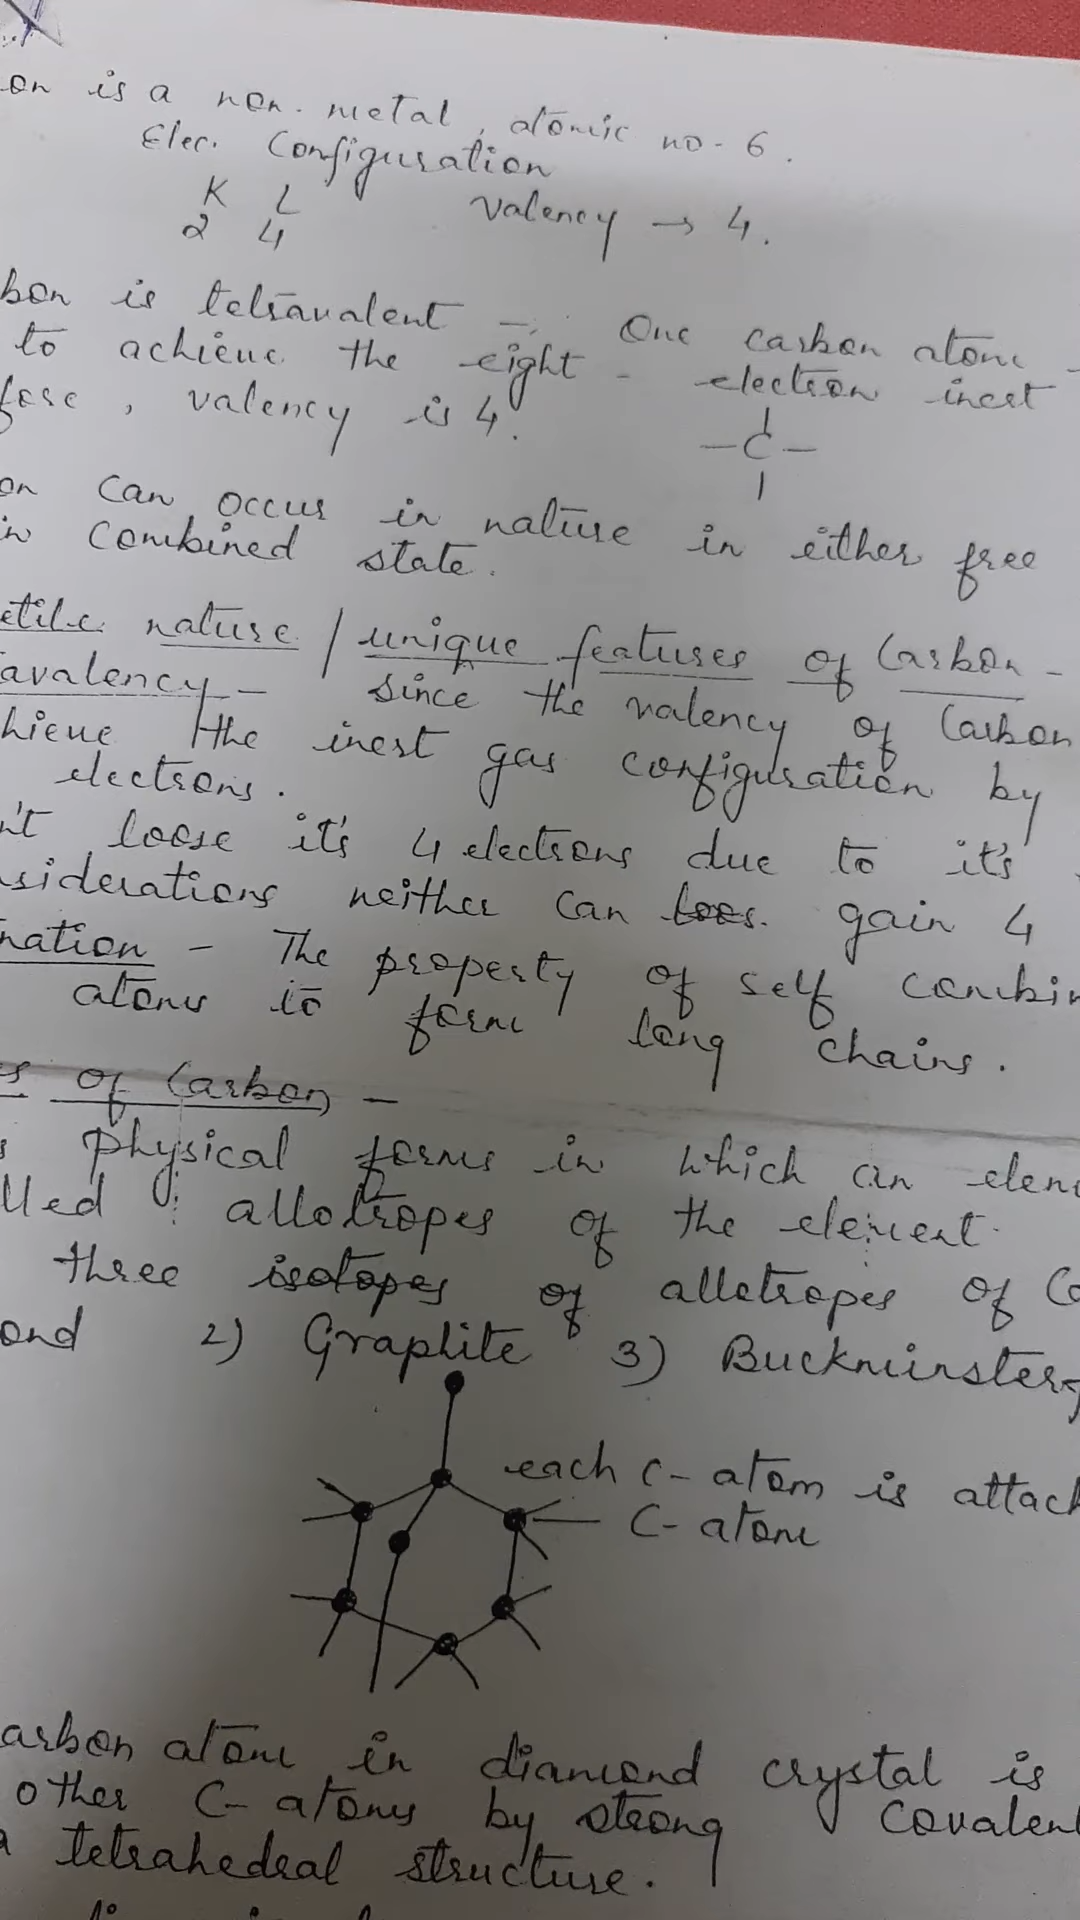 on is a non-metal, atomic no-6.
Elec. Configuration
K L
2 4 valency → 4.
bon is tetravalent - One carbon atom
to achieve the eight - electron inert
fore, valency is 4.
-C-
on can occur in nature in either free
in combined state.
etile nature / unique features of Carbon -
avalency - since the valency of Carbon
hieve the inert gas configuration by
electrons.
n't loose it's 4 electrons due to it's
siderations neither can gain 4
nation - The property of self combin
atoms to form long chains.
es of Carbon -
s physical forms in which an elem
lled allotropes of the element.
three isotopes of allotropes of Ca
ond 2) Graphite 3) Buckminsterf
each C-atom is attach
C-atom
arbon atom in diamond crystal is
other C-atoms by strong covalent
a tetrahedral structure.